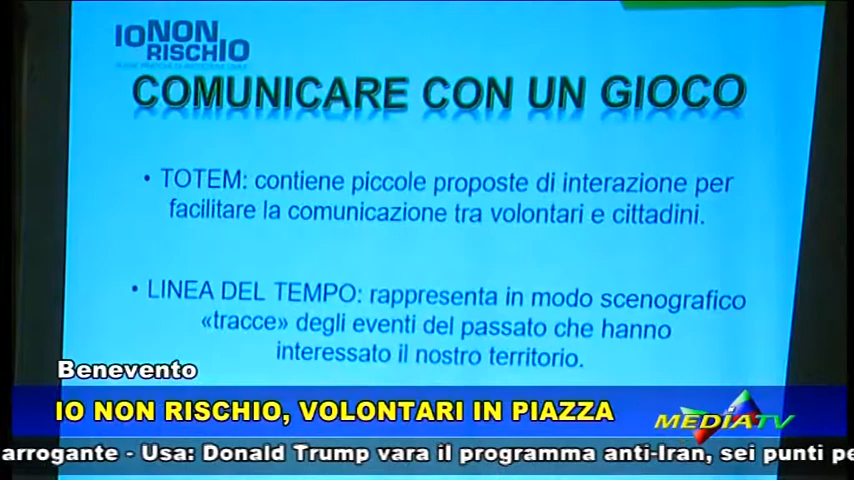 IO NON
RISCHIO
COMUNICARE CON UN GIOCO
• TOTEM: contiene piccole proposte di interazione per
facilitare la comunicazione tra volontari e cittadini.
• LINEA DEL TEMPO: rappresenta in modo scenografico
«tracce» degli eventi del passato che hanno
interessato il nostro territorio.
Benevento
IO NON RISCHIO, VOLONTARI IN PIAZZA
MEDIATV
arrogante - Usa: Donald Trump vara il programma anti-Iran, sei punti pe